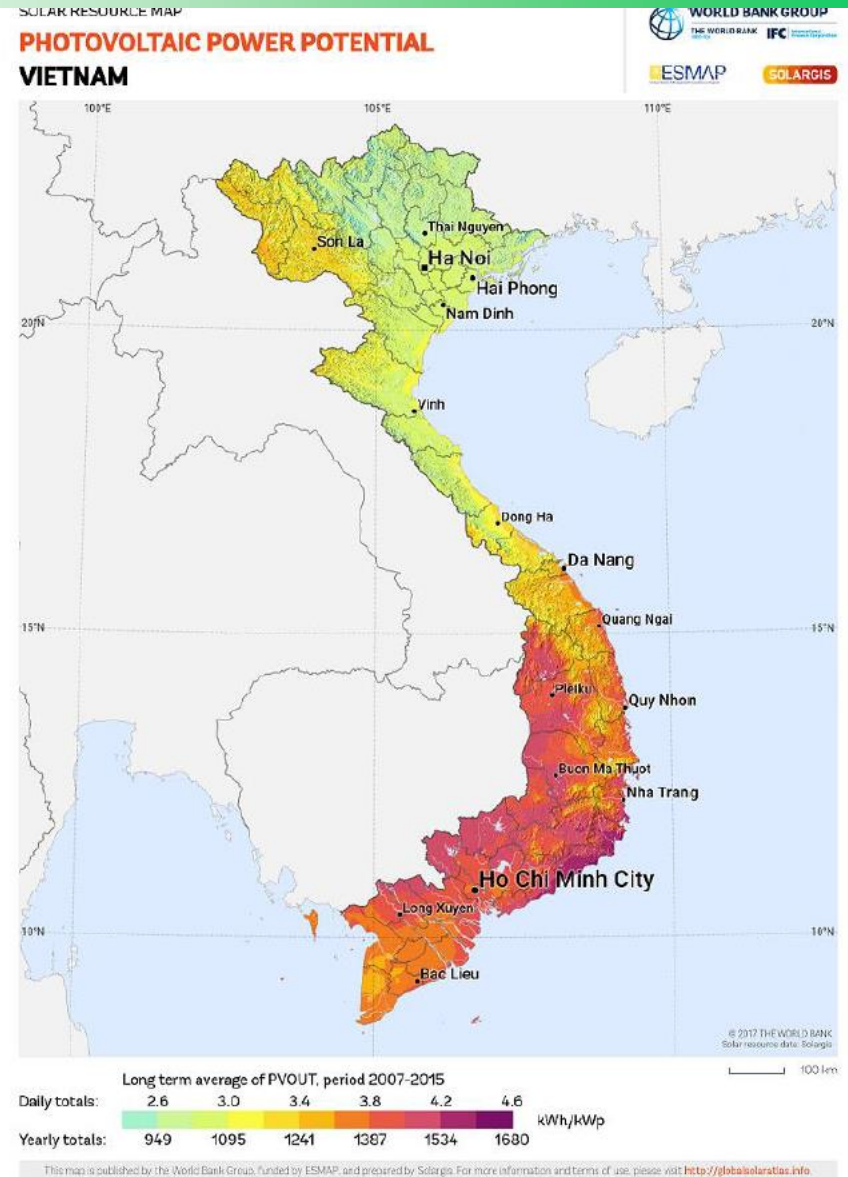 SOLAR RESOURCE MAP
PHOTOVOLTAIC POWER POTENTIAL
VIETNAM
WORLD BANK GROUP
THE WORLD BANK
IFC
ESMAP
SOLARGIS
100°E
105°E
110°E
Thai Nguyen
Son La
Ha Noi
Hai Phong
Nam Dinh
20°N
20°N
Vinh
Dong Ha
Da Nang
Quang Ngai
15°N
15°N
Pleiku
Quy Nhon
Buon Ma Thuot
Nha Trang
Ho Chi Minh City
Long Xuyen
10°N
10°N
Bac Lieu
© 2017 THE WORLD BANK
Solar resource data: Solargis
100 km
Long term average of PVOUT, period 2007-2015
Daily totals: 2.6 3.0 3.4 3.8 4.2 4.6
kWh/kWp
Yearly totals: 949 1095 1241 1387 1534 1680
This map is published by the World Bank Group, funded by ESMAP, and prepared by Solargis. For more information and terms of use, please visit http://globalsolaratlas.info.